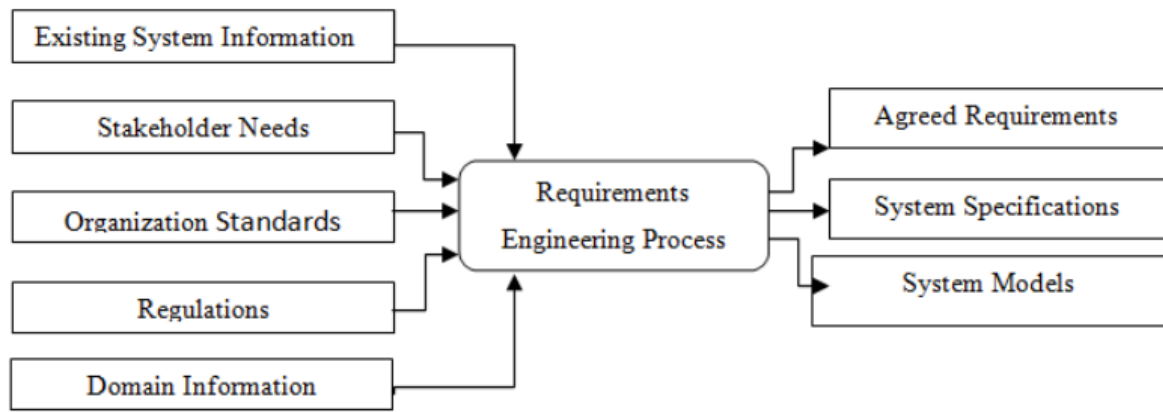 Existing System Information
Stakeholder Needs
Organization Standards
Regulations
Domain Information
Requirements
Engineering Process
Agreed Requirements
System Specifications
System Models